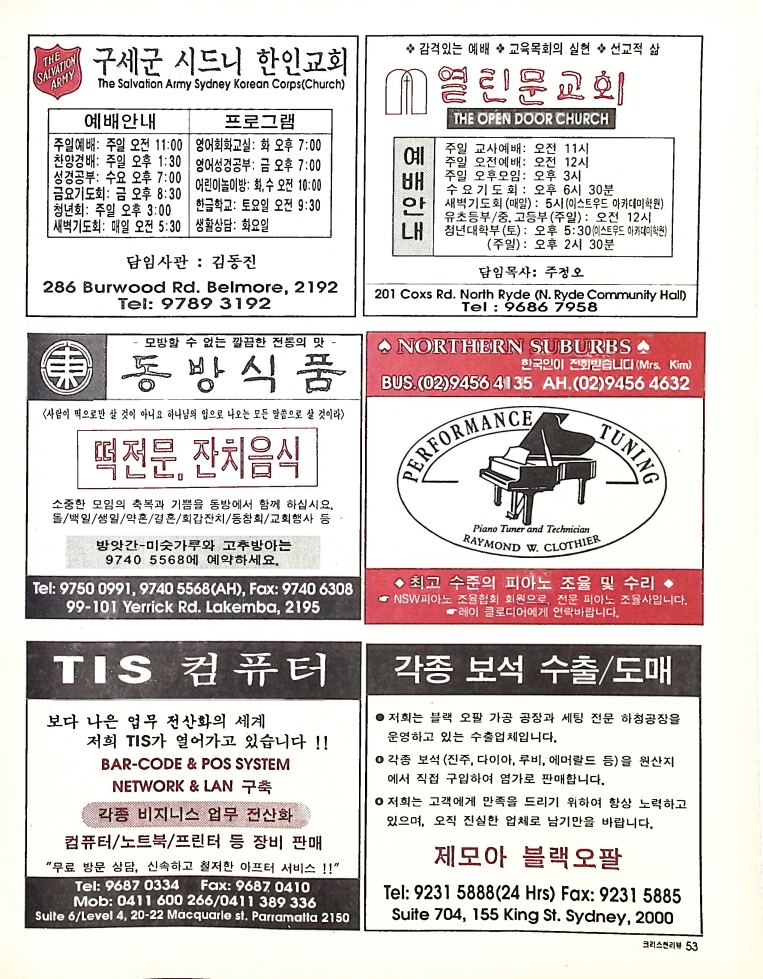 THE
SALVATION
ARMY
구세군 시드니 한인교회
The Salvation Army Sydney Korean Corps(Church)
예배안내
주일예배: 주일 오전 11:00
찬양경배: 주일 오후 1:30
성경공부: 수요 오후 7:00
금요기도회: 금 오후 8:30
청년회: 주일 오후 3:00
새벽기도회: 매일 오전 5:30
프로그램
영어회화교실: 화 오후 7:00
영어성경공부: 금 오후 7:00
어린이놀이방: 화,수 오전 10:00
한글학교: 토요일 오전 9:30
생활상담: 화요일
담임사관 : 김동진
286 Burwood Rd. Belmore, 2192
Tel: 9789 3192
❖ 감격있는 예배 ❖ 교육목회의 실현 ❖ 선교적 삶
열린문교회
THE OPEN DOOR CHURCH
예배안내
주일 교사예배: 오전 11시
주일 오전예배: 오전 12시
주일 오후모임: 오후 3시
수요기도회: 오후 6시 30분
새벽기도회(매일) : 5시(이스트우드 아카데미학원)
유초등부/중,고등부(주일) : 오전 12시
청년대학부(토) : 오후 5:30(이스트우드 아카데미학원)
(주일) : 오후 2시 30분
담임목사: 주정오
201 Coxs Rd. North Ryde (N. Ryde Community Hall)
Tel : 9686 7958
- 모방할 수 없는 깔끔한 전통의 맛 -
東
동방식품
〈사람이 떡으로만 살 것이 아니요 하나님의 입으로 나오는 모든 말씀으로 살 것이라〉
떡전문, 잔치음식
소중한 모임의 축복과 기쁨을 동방에서 함께 하십시요.
돌/백일/생일/약혼/결혼/회갑잔치/동창회/교회행사 등
방앗간-미숫가루와 고추방아는
9740 5568에 예약하세요.
Tel: 9750 0991, 9740 5568(AH), Fax: 9740 6308
99-101 Yerrick Rd. Lakemba, 2195
♠ NORTHERN SUBURBS ♠
한국인이 전화받습니다(Mrs. Kim)
BUS.(02)9456 4135 AH.(02)9456 4632
PERFORMANCE TUNING
Piano Tuner and Technician
RAYMOND W. CLOTHIER
◆ 최고 수준의 피아노 조율 및 수리 ◆
☞ NSW피아노 조율협회 회원으로, 전문 피아노 조율사입니다.
☞레이 클로디어에게 연락바랍니다.
TIS 컴퓨터
보다 나은 업무 전산화의 세계
저희 TIS가 열어가고 있습니다 !!
BAR-CODE & POS SYSTEM
NETWORK & LAN 구축
각종 비지니스 업무 전산화
컴퓨터/노트북/프린터 등 장비 판매
"무료 방문 상담, 신속하고 철저한 아프터 서비스 !!"
Tel: 9687 0334 Fax: 9687 0410
Mob: 0411 600 266/0411 389 336
Suite 6/Level 4, 20-22 Macquarie st. Parramatta 2150
각종 보석 수출/도매
● 저희는 블랙 오팔 가공 공장과 세팅 전문 하청공장을
운영하고 있는 수출업체입니다.
● 각종 보석(진주, 다이아, 루비, 에머랄드 등)을 원산지
에서 직접 구입하여 염가로 판매합니다.
● 저희는 고객에게 만족을 드리기 위하여 항상 노력하고
있으며, 오직 진실한 업체로 남기만을 바랍니다.
제모아 블랙오팔
Tel: 9231 5888(24 Hrs) Fax: 9231 5885
Suite 704, 155 King St. Sydney, 2000
크리스챤리뷰 53